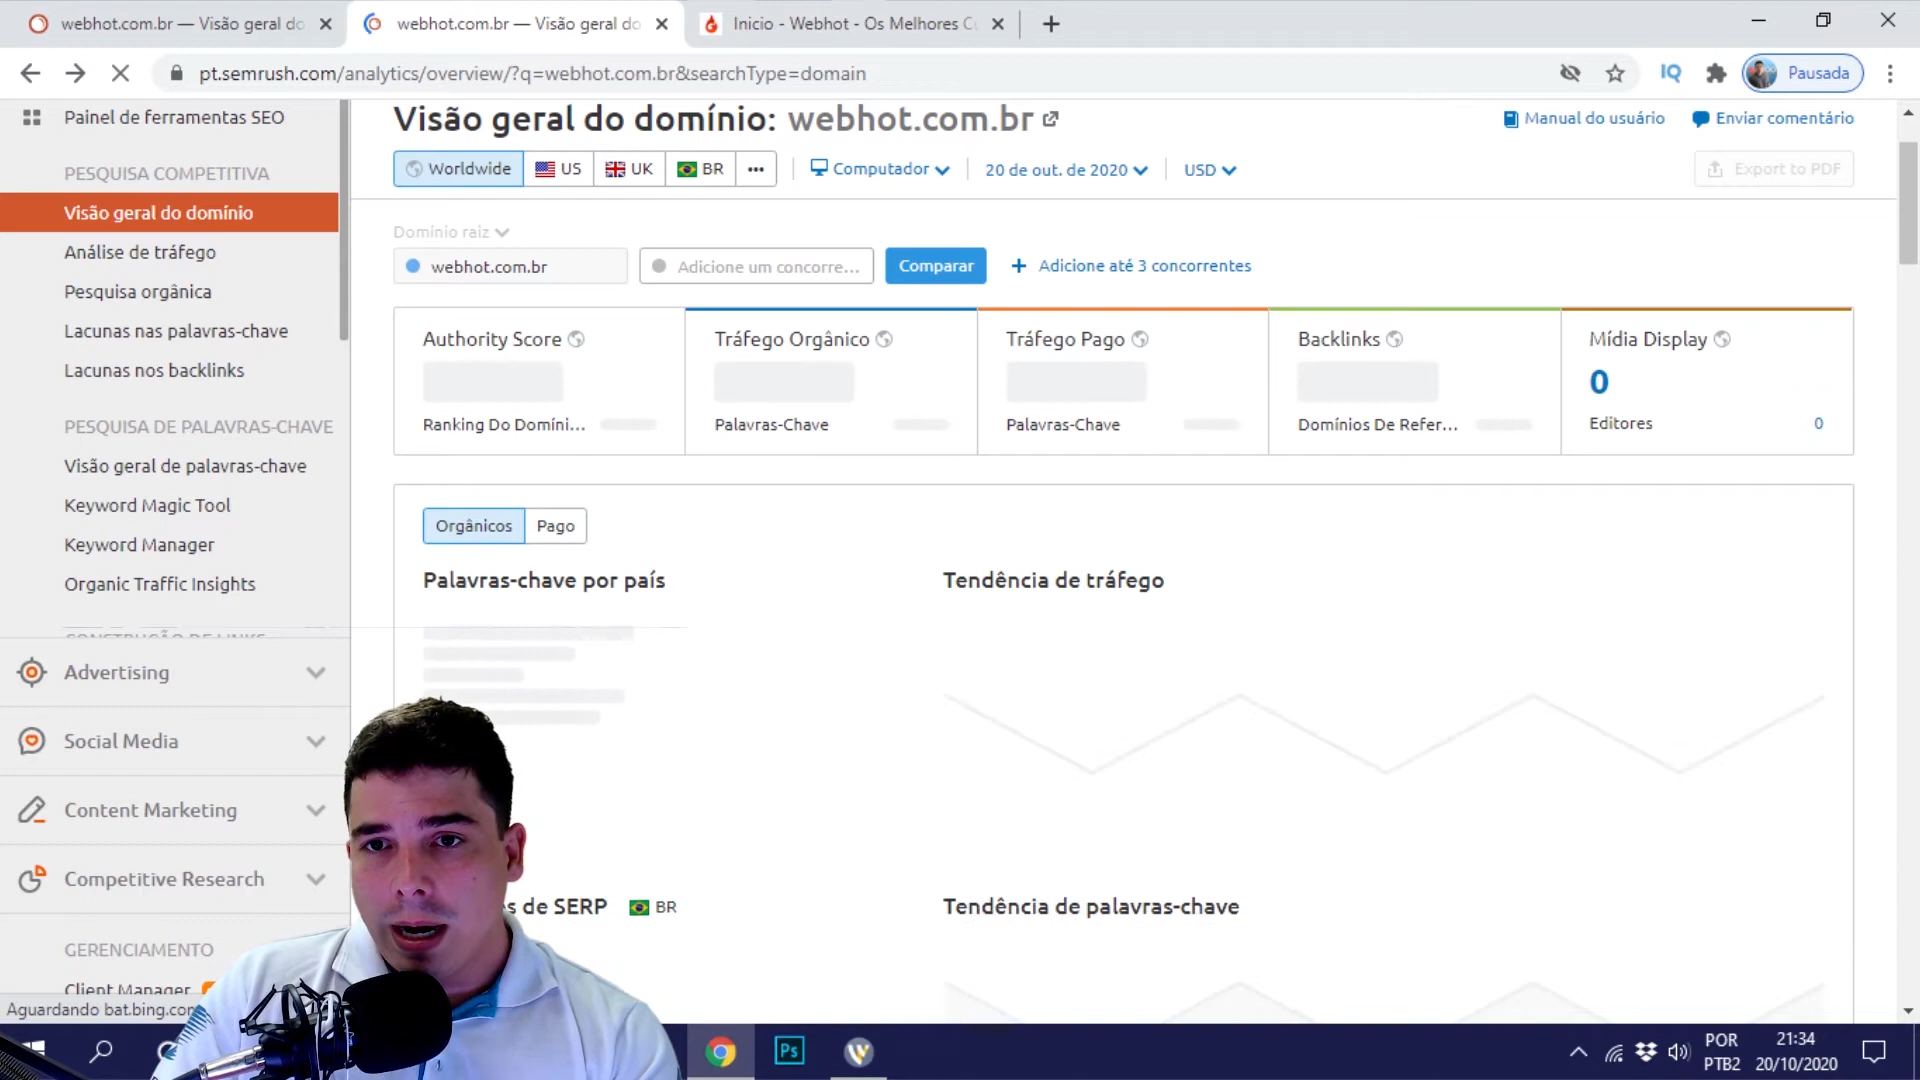 webhot.com.br — Visão geral do
webhot.com.br — Visão geral do
Inicio - Webhot - Os Melhores C
pt.semrush.com/analytics/overview/?q=webhot.com.br&searchType=domain
IQ
Pausada
Painel de ferramentas SEO
PESQUISA COMPETITIVA
Visão geral do domínio
Análise de tráfego
Pesquisa orgânica
Lacunas nas palavras-chave
Lacunas nos backlinks
PESQUISA DE PALAVRAS-CHAVE
Visão geral de palavras-chave
Keyword Magic Tool
Keyword Manager
Organic Traffic Insights
CONSTRUÇÃO DE LINKS
Advertising
Social Media
Content Marketing
Competitive Research
GERENCIAMENTO
Client Manager
Aguardando bat.bing.com
Visão geral do domínio: webhot.com.br
Manual do usuário
Enviar comentário
Worldwide
US
UK
BR
Computador
20 de out. de 2020
USD
Export to PDF
Domínio raiz
webhot.com.br
Adicione um concorre...
Comparar
+ Adicione até 3 concorrentes
Authority Score
Ranking Do Domíni...
Tráfego Orgânico
Palavras-Chave
Tráfego Pago
Palavras-Chave
Backlinks
Domínios De Refer...
Mídia Display
0
Editores 0
Orgânicos
Pago
Palavras-chave por país
Tendência de tráfego
s de SERP
BR
Tendência de palavras-chave
Ps
POR
PTB2
21:34
20/10/2020